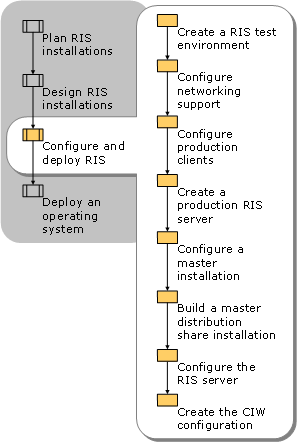 Plan RIS
installations
Design RIS
installations
Configure and
deploy RIS
Deploy an
operating
system
Create a RIS test
environment
Configure
networking
support
Configure
production
clients
Create a
production RIS
server
Configure a
master
installation
Build a master
distribution
share installation
Configure the
RIS server
Create the CIW
configuration